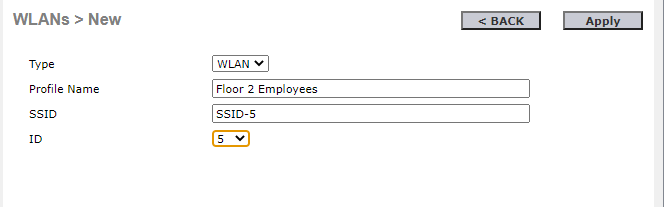 WLANs > New
< BACK
Apply
Type WLAN
Profile Name Floor 2 Employees
SSID SSID-5
ID 5